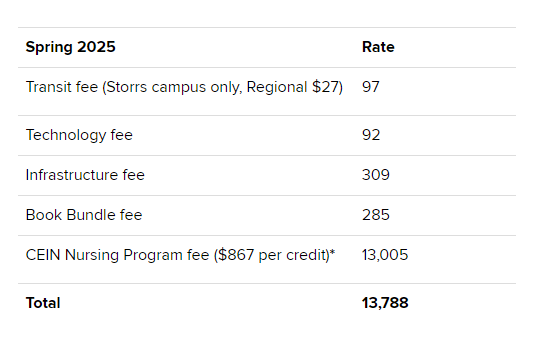 Spring 2025 Rate
Transit fee (Storrs campus only, Regional $27) 97
Technology fee 92
Infrastructure fee 309
Book Bundle fee 285
CEIN Nursing Program fee ($867 per credit)* 13,005
Total 13,788